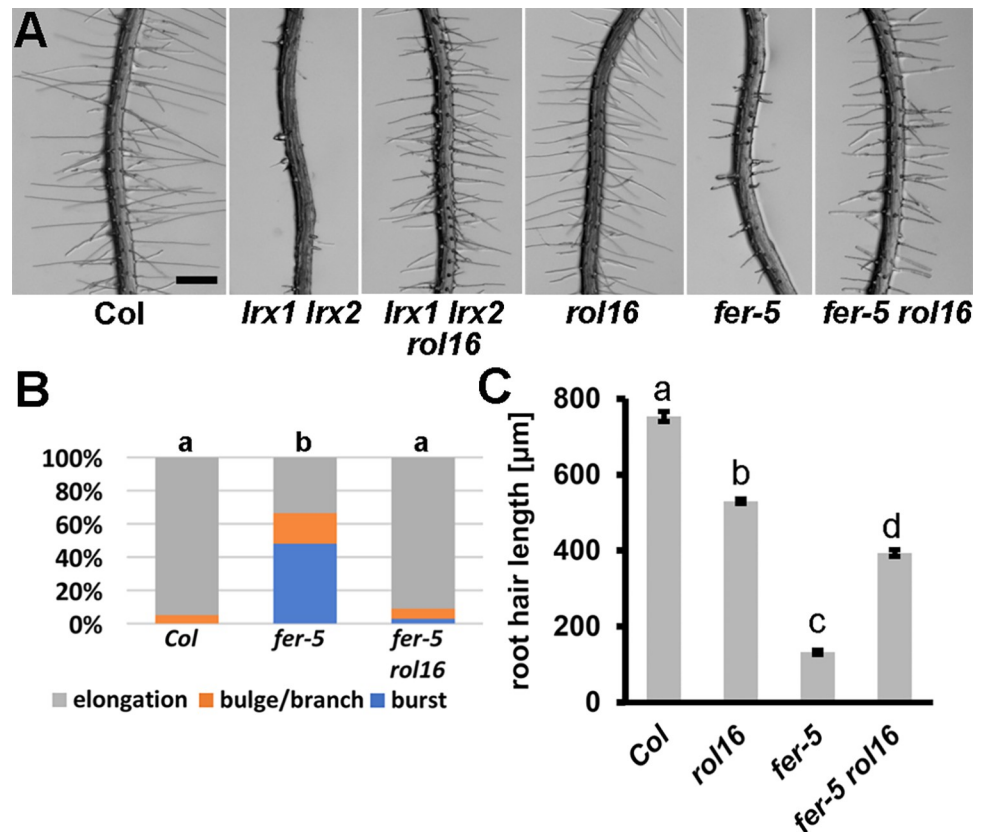 A
Col
lrx1 lrx2
lrx1 lrx2
rol16
rol16
fer-5
fer-5 rol16
B
a b a
100%
80%
60%
40%
20%
0%
Col
fer-5
fer-5
rol16
elongation bulge/branch burst
C
root hair length [µm]
800
600
400
200
0
a
b
c
d
Col
rol16
fer-5
fer-5 rol16